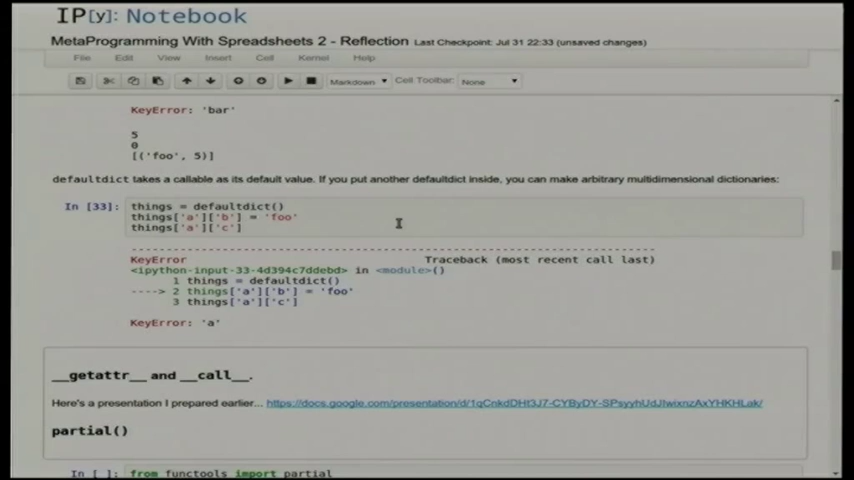 IP[y]: Notebook
MetaProgramming With Spreadsheets 2 - Reflection Last Checkpoint: Jul 31 22:33 (unsaved changes)
File Edit View Insert Cell Kernel Help
Markdown Cell Toolbar: None
KeyError: 'bar'
5
0
[('foo', 5)]
defaultdict takes a callable as its default value. If you put another defaultdict inside, you can make arbitrary multidimensional dictionaries:
In [33]: things = defaultdict()
things['a']['b'] = 'foo'
things['a']['c']
---------------------------------------------------------------------------
KeyError Traceback (most recent call last)
<ipython-input-33-4d394c7ddebd> in <module>()
1 things = defaultdict()
----> 2 things['a']['b'] = 'foo'
3 things['a']['c']
KeyError: 'a'
__getattr__ and __call__.
Here's a presentation I prepared earlier...
partial()
In [ ]: from functools import partial